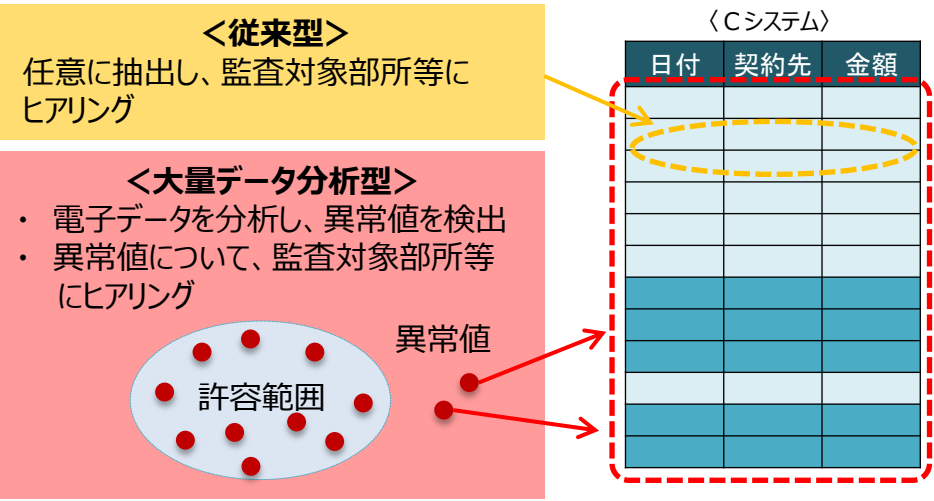 ＜従来型＞
任意に抽出し、監査対象部所等に
ヒアリング
＜大量データ分析型＞
・ 電子データを分析し、異常値を検出
・ 異常値について、監査対象部所等
にヒアリング
異常値
許容範囲
〈Ｃシステム〉
日付 契約先 金額